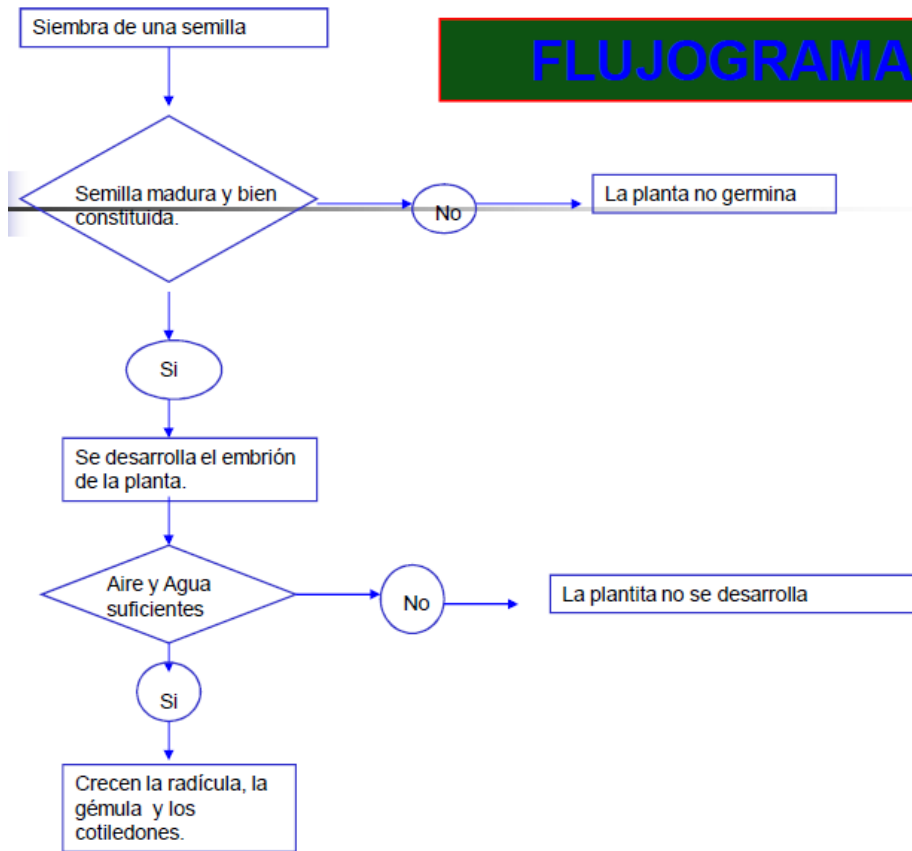 Siembra de una semilla
FLUJOGRAMA
Semilla madura y bien
constituida.
No
La planta no germina
Si
Se desarrolla el embrión
de la planta.
Aire y Agua
suficientes
No
La plantita no se desarrolla
Si
Crecen la radícula, la
gémula y los
cotiledones.